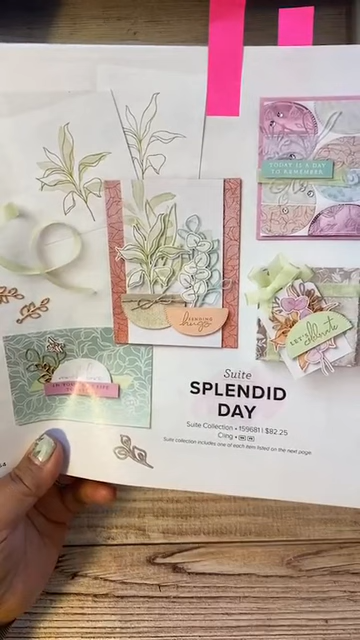 TODAY IS A DAY
TO REMEMBER
SENDING
hugs
LET'S
celebrate
Suite
SPLENDID
DAY
Suite Collection • 159681 | $82.25
Cling •
Suite collection includes one of each item listed on the next page.